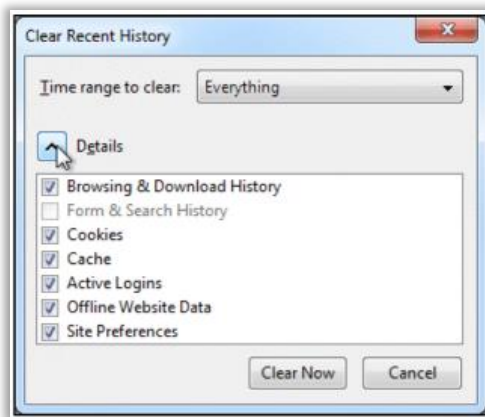 Clear Recent History
Time range to clear: Everything
Details
Browsing & Download History
Form & Search History
Cookies
Cache
Active Logins
Offline Website Data
Site Preferences
Clear Now Cancel